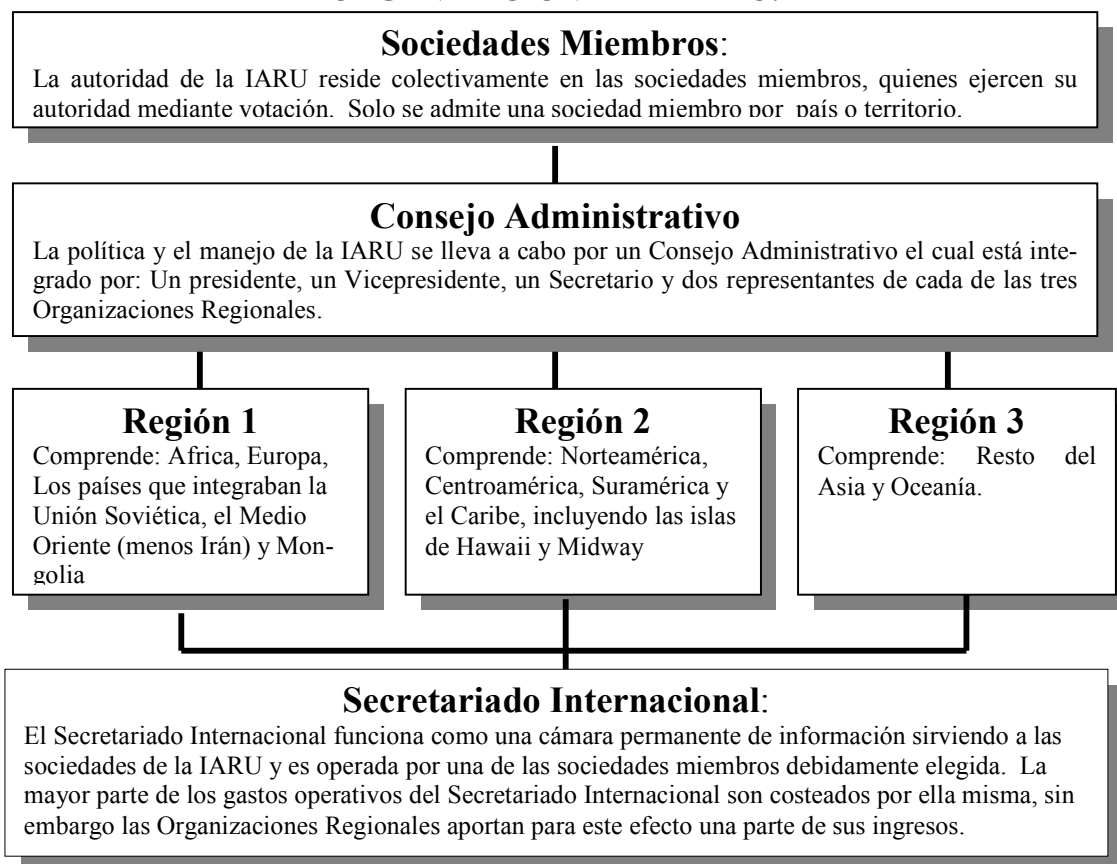 Sociedades Miembros:
La autoridad de la IARU reside colectivamente en las sociedades miembros, quienes ejercen su
autoridad mediante votación. Solo se admite una sociedad miembro por país o territorio.
Consejo Administrativo
La política y el manejo de la IARU se lleva a cabo por un Consejo Administrativo el cual está inte-
grado por: Un presidente, un Vicepresidente, un Secretario y dos representantes de cada de las tres
Organizaciones Regionales.
Región 1
Comprende: Africa, Europa,
Los países que integraban la
Unión Soviética, el Medio
Oriente (menos Irán) y Mon-
golia
Región 2
Comprende: Norteamérica,
Centroamérica, Suramérica y
el Caribe, incluyendo las islas
de Hawaii y Midway
Región 3
Comprende: Resto del
Asia y Oceanía.
Secretariado Internacional:
El Secretariado Internacional funciona como una cámara permanente de información sirviendo a las
sociedades de la IARU y es operada por una de las sociedades miembros debidamente elegida. La
mayor parte de los gastos operativos del Secretariado Internacional son costeados por ella misma, sin
embargo las Organizaciones Regionales aportan para este efecto una parte de sus ingresos.